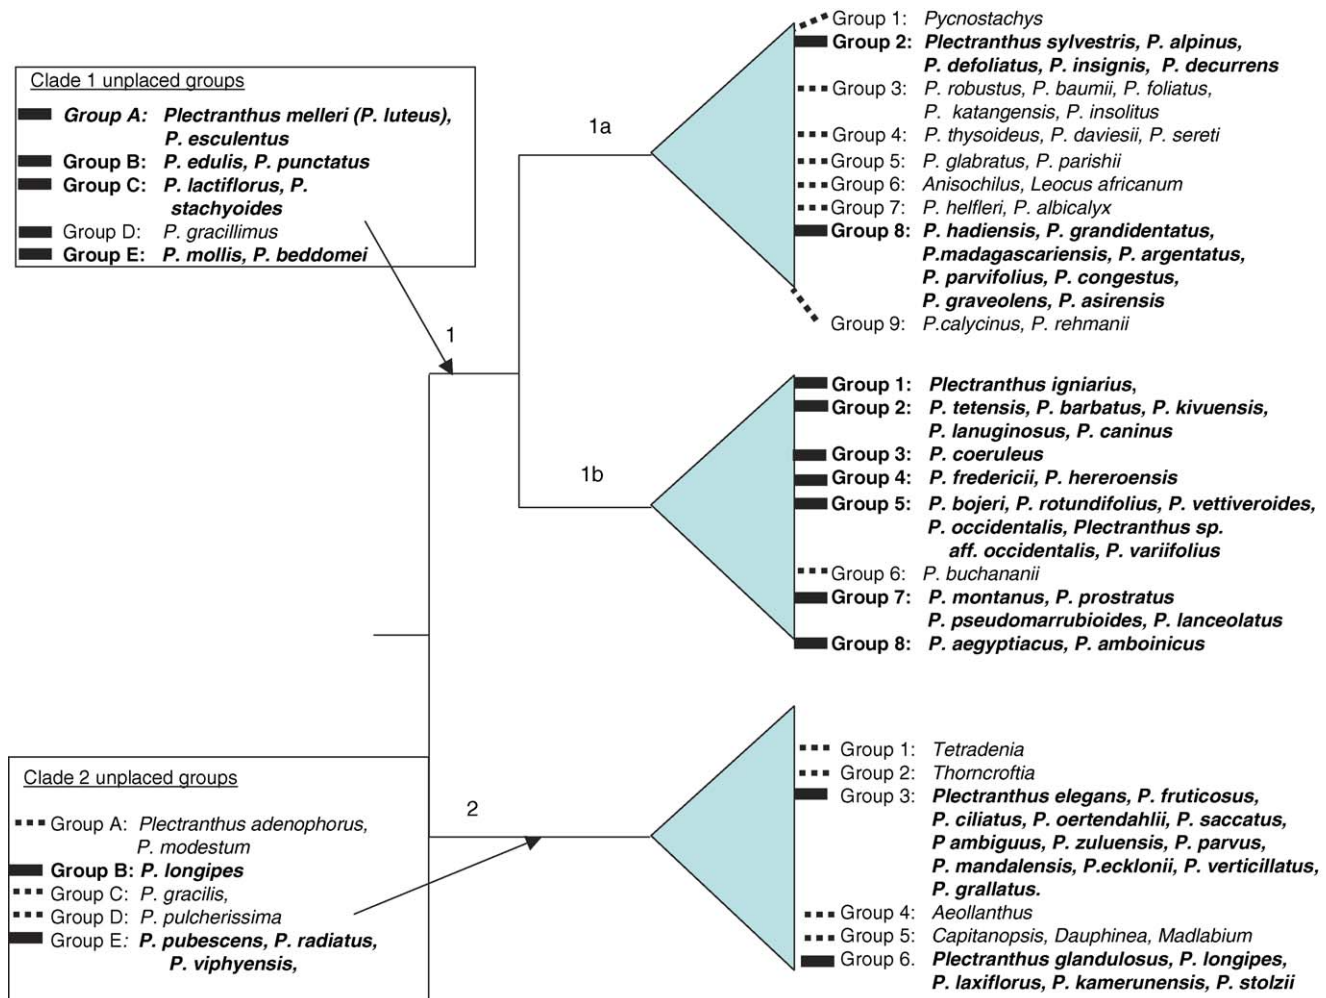 Clade 1 unplaced groups
Group A: Plectranthus melleri (P. luteus),
P. esculentus
Group B: P. edulis, P. punctatus
Group C: P. lactiflorus, P.
stachyoides
Group D: P. gracillimus
Group E: P. mollis, P. beddomei
1
1a
Group 1: Pycnostachys
Group 2: Plectranthus sylvestris, P. alpinus,
P. defoliatus, P. insignis, P. decurrens
Group 3: P. robustus, P. baumii, P. foliatus,
P. katangensis, P. insolitus
Group 4: P. thysoideus, P. daviesii, P. sereti
Group 5: P. glabratus, P. parishii
Group 6: Anisochilus, Leocus africanum
Group 7: P. helfleri, P. albicalyx
Group 8: P. hadiensis, P. grandidentatus,
P.madagascariensis, P. argentatus,
P. parvifolius, P. congestus,
P. graveolens, P. asirensis
Group 9: P.calycinus, P. rehmanii
1b
Group 1: Plectranthus igniarius,
Group 2: P. tetensis, P. barbatus, P. kivuensis,
P. lanuginosus, P. caninus
Group 3: P. coeruleus
Group 4: P. fredericii, P. hereroensis
Group 5: P. bojeri, P. rotundifolius, P. vettiveroides,
P. occidentalis, Plectranthus sp.
aff. occidentalis, P. variifolius
Group 6: P. buchananii
Group 7: P. montanus, P. prostratus
P. pseudomarrubioides, P. lanceolatus
Group 8: P. aegyptiacus, P. amboinicus
Clade 2 unplaced groups
Group A: Plectranthus adenophorus,
P. modestum
Group B: P. longipes
Group C: P. gracilis,
Group D: P. pulcherissima
Group E: P. pubescens, P. radiatus,
P. viphyensis,
2
Group 1: Tetradenia
Group 2: Thorncroftia
Group 3: Plectranthus elegans, P. fruticosus,
P. ciliatus, P. oertendahlii, P. saccatus,
P ambiguus, P. zuluensis, P. parvus,
P. mandalensis, P.ecklonii, P. verticillatus,
P. grallatus.
Group 4: Aeollanthus
Group 5: Capitanopsis, Dauphinea, Madlabium
Group 6. Plectranthus glandulosus, P. longipes,
P. laxiflorus, P. kamerunensis, P. stolzii